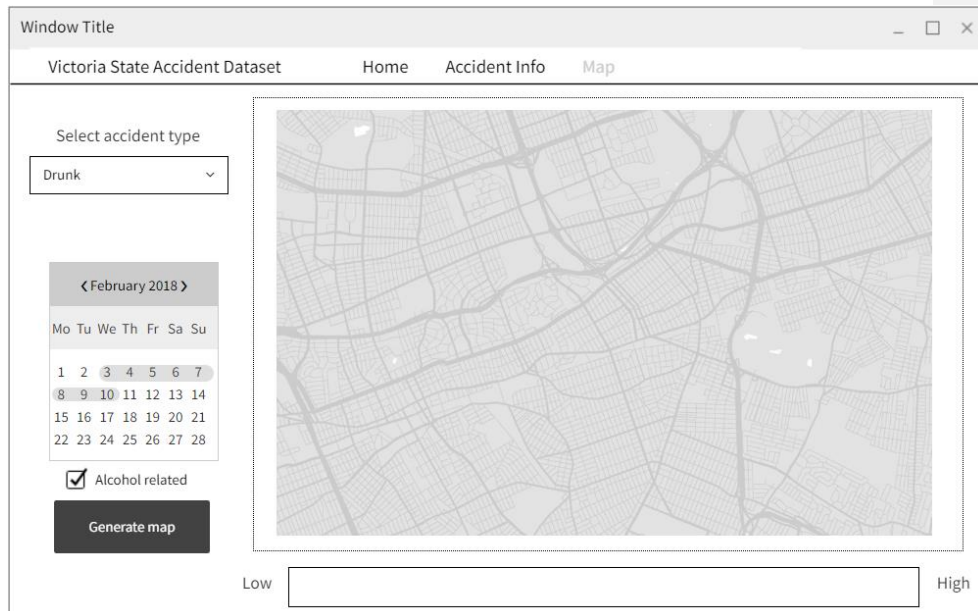 Window Title
Victoria State Accident Dataset Home Accident Info Map
Select accident type
Drunk
February 2018
Mo Tu We Th Fr Sa Su
1 2 3 4 5 6 7
8 9 10 11 12 13 14
15 16 17 18 19 20 21
22 23 24 25 26 27 28
Alcohol related
Generate map
Low High